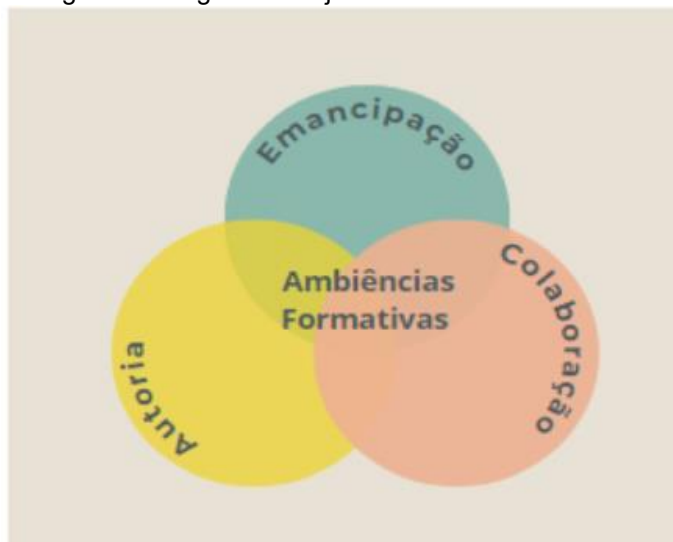 Emancipação
Ambiências
Formativas
Colaboração
Autoria